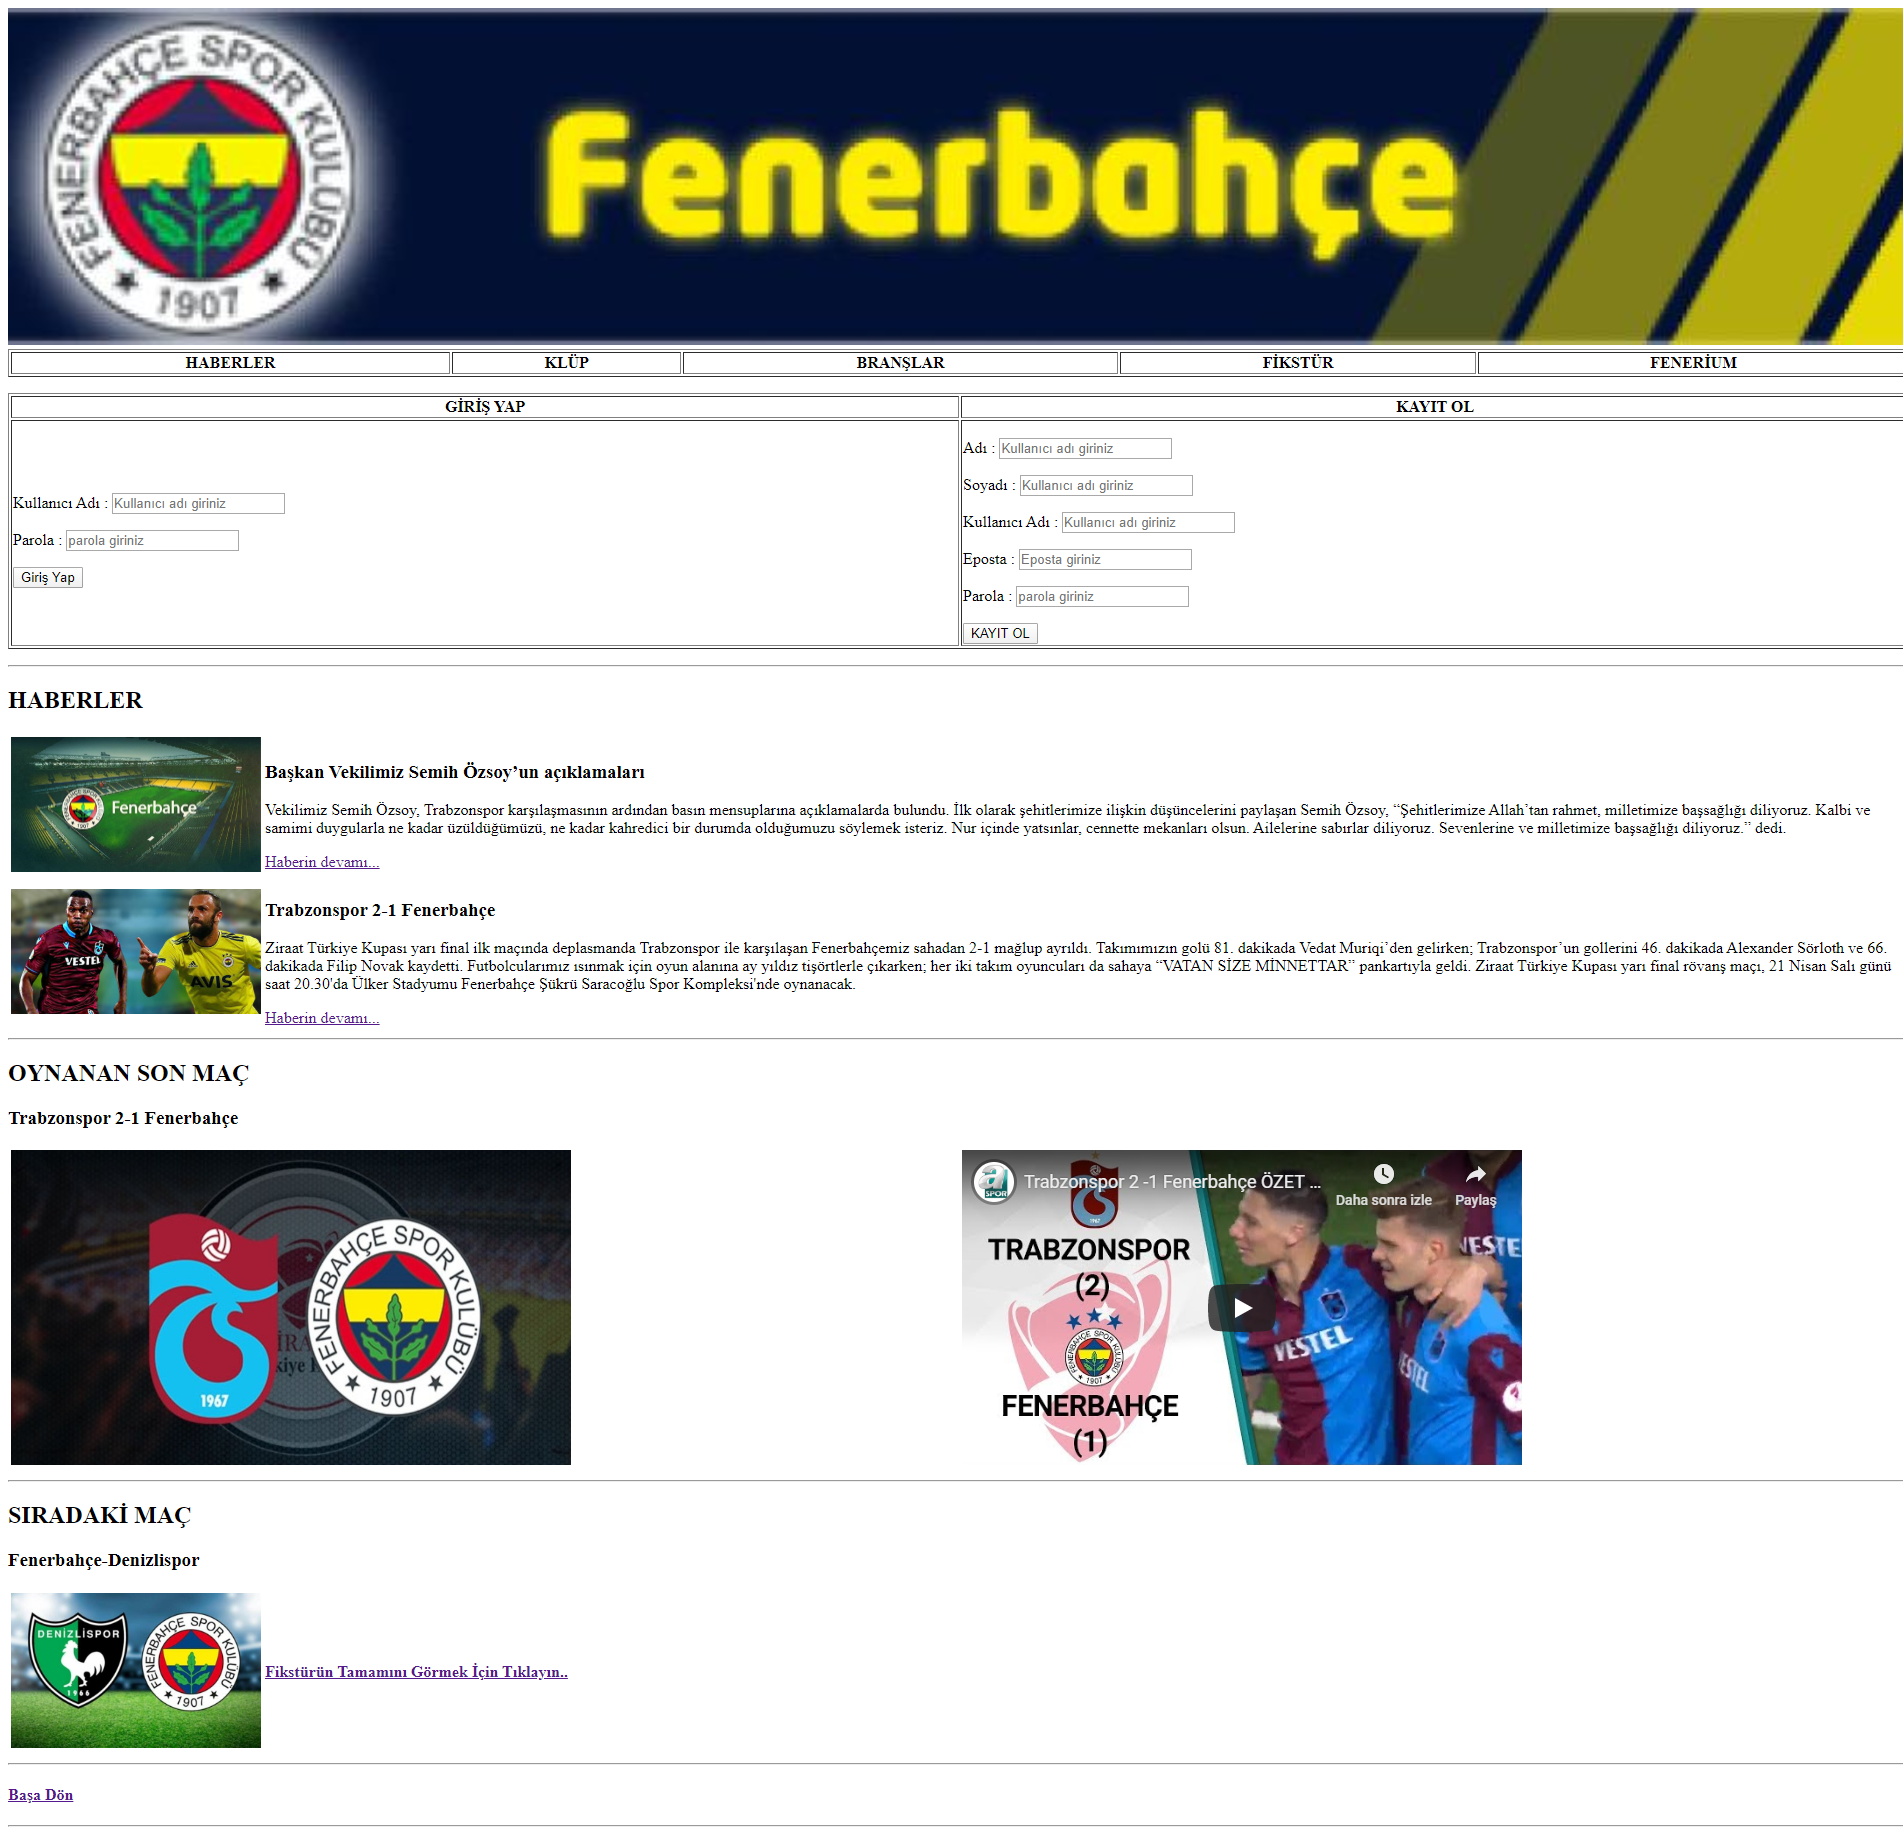 FENERBAHÇE SPOR KULÜBÜ
1907
Fenerbahçe
HABERLER KLÜP BRANŞLAR FİKSTÜR FENERİUM
GİRİŞ YAP KAYIT OL
Kullanıcı Adı : Kullanıcı adı giriniz
Parola : parola giriniz
Giriş Yap
Adı : Kullanıcı adı giriniz
Soyadı : Kullanıcı adı giriniz
Kullanıcı Adı : Kullanıcı adı giriniz
Eposta : Eposta giriniz
Parola : parola giriniz
KAYIT OL
HABERLER
Fenerbahçe
Başkan Vekilimiz Semih Özsoy’un açıklamaları
Vekilimiz Semih Özsoy, Trabzonspor karşılaşmasının ardından basın mensuplarına açıklamalarda bulundu. İlk olarak şehitlerimize ilişkin düşüncelerini paylaşan Semih Özsoy, “Şehitlerimize Allah’tan rahmet, milletimize başsağlığı diliyoruz. Kalbi ve
samimi duygularla ne kadar üzüldüğümüzü, ne kadar kahredici bir durumda olduğumuzu söylemek isteriz. Nur içinde yatsınlar, cennette mekanları olsun. Ailelerine sabırlar diliyoruz. Sevenlerine ve milletimize başsağlığı diliyoruz.” dedi.
Haberin devamı...
VESTEL
AVIS
Trabzonspor 2-1 Fenerbahçe
Ziraat Türkiye Kupası yarı final ilk maçında deplasmanda Trabzonspor ile karşılaşan Fenerbahçemiz sahadan 2-1 mağlup ayrıldı. Takımımızın golü 81. dakikada Vedat Muriqi’den gelirken; Trabzonspor’un gollerini 46. dakikada Alexander Sörloth ve 66.
dakikada Filip Novak kaydetti. Futbolcularımız ısınmak için oyun alanına ay yıldız tişörtlerle çıkarken; her iki takım oyuncuları da sahaya “VATAN SİZE MİNNETTAR” pankartıyla geldi. Ziraat Türkiye Kupası yarı final rövanş maçı, 21 Nisan Salı günü
saat 20.30'da Ülker Stadyumu Fenerbahçe Şükrü Saracoğlu Spor Kompleksi'nde oynanacak.
Haberin devamı...
OYNANAN SON MAÇ
Trabzonspor 2-1 Fenerbahçe
1967
FENERBAHÇE SPOR KULÜBÜ
1907
a SPOR
Trabzonspor 2 -1 Fenerbahçe ÖZET ...
Daha sonra izle
Paylaş
1967
TRABZONSPOR
(2)
FENERBAHÇE SPOR KULÜBÜ
1907
FENERBAHÇE
(1)
VESTEL
VESTEL
SIRADAKİ MAÇ
Fenerbahçe-Denizlispor
DENİZLİSPOR
1966
FENERBAHÇE SPOR KULÜBÜ
1907
Fikstürün Tamamını Görmek İçin Tıklayın..
Başa Dön